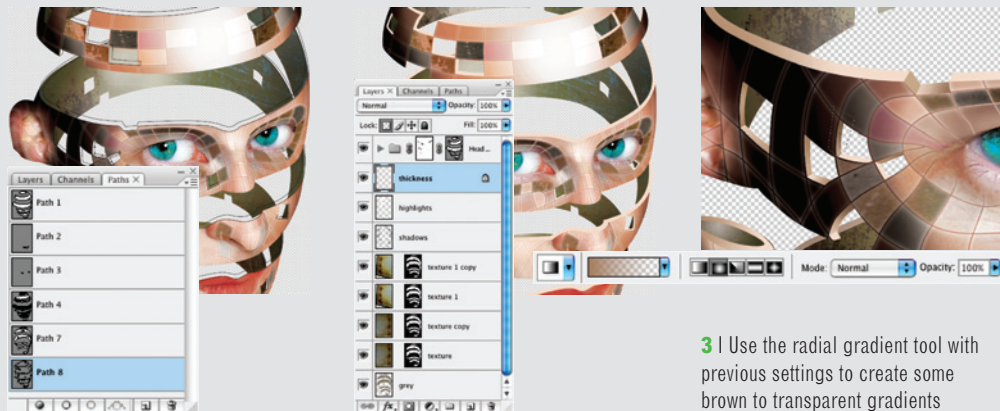 Layers Channels Paths ×
Path 1
Path 2
Path 3
Path 4
Path 7
Path 8
Layers × Channels Paths
Normal Opacity: 100%
Lock: Fill: 100%
Head...
thickness
highlights
shadows
texture 1 copy
texture 1
texture copy
texture
grey
Mode: Normal Opacity: 100%
3 | Use the radial gradient tool with
previous settings to create some
brown to transparent gradients